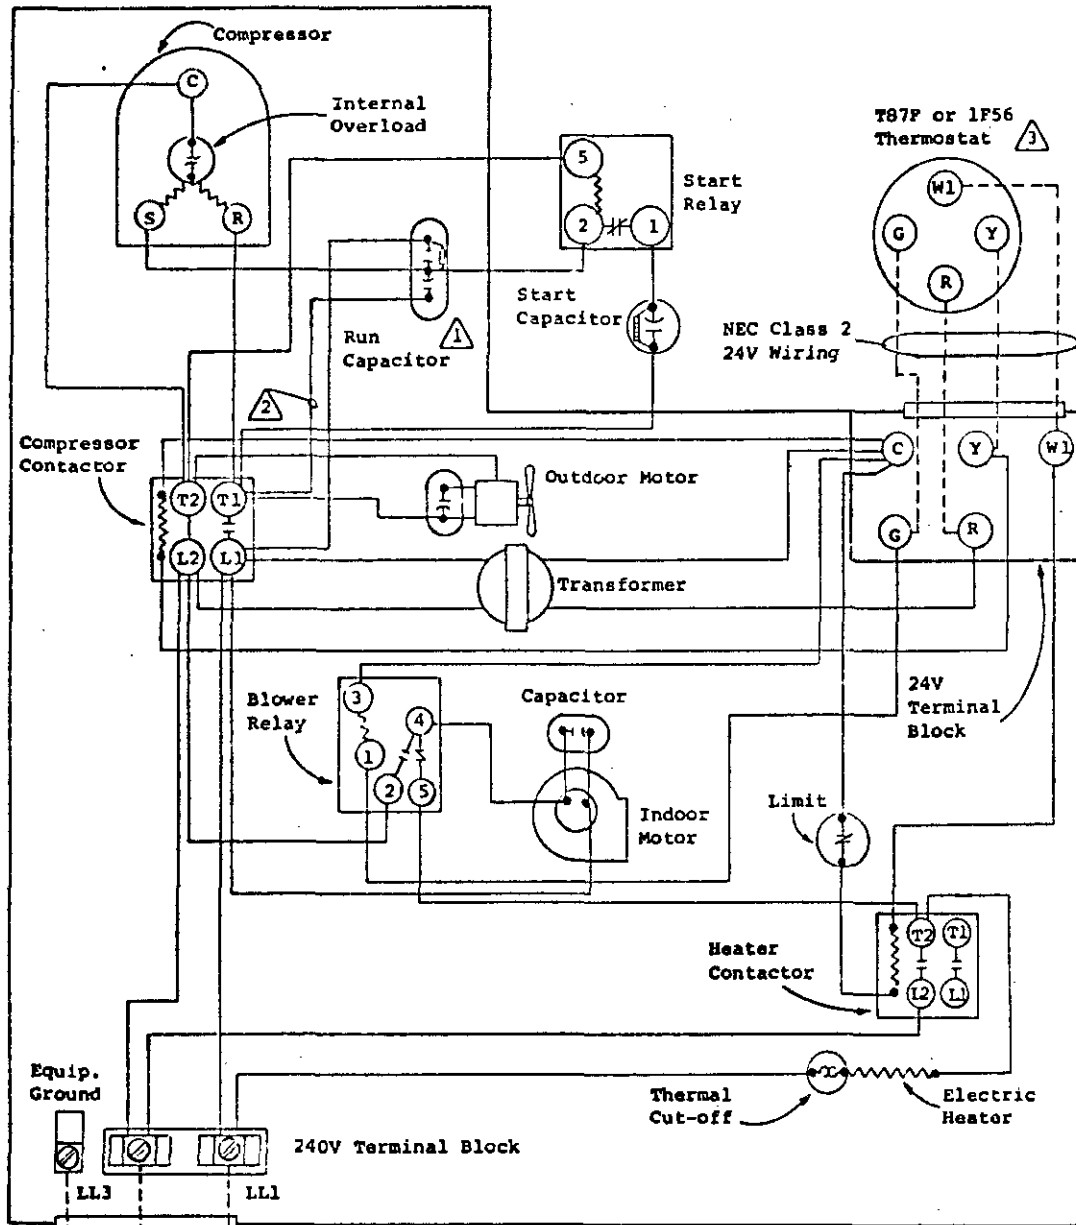 Compressor
C
Internal
Overload
S
R
T87F or 1F56
Thermostat 3
W1
G
Y
R
5
2
1
Start
Relay
Start
Capacitor
Run
Capacitor 1
2
NEC Class 2
24V Wiring
Compressor
Contactor
T2
T1
L2
L1
Outdoor Motor
Transformer
C
Y
W1
G
R
24V
Terminal
Block
Blower
Relay
3
4
1
2
5
Capacitor
Indoor
Motor
Limit
Heater
Contactor
T2
T1
L2
L1
Thermal
Cut-off
Electric
Heater
Equip.
Ground
240V Terminal Block
LL3
LL1